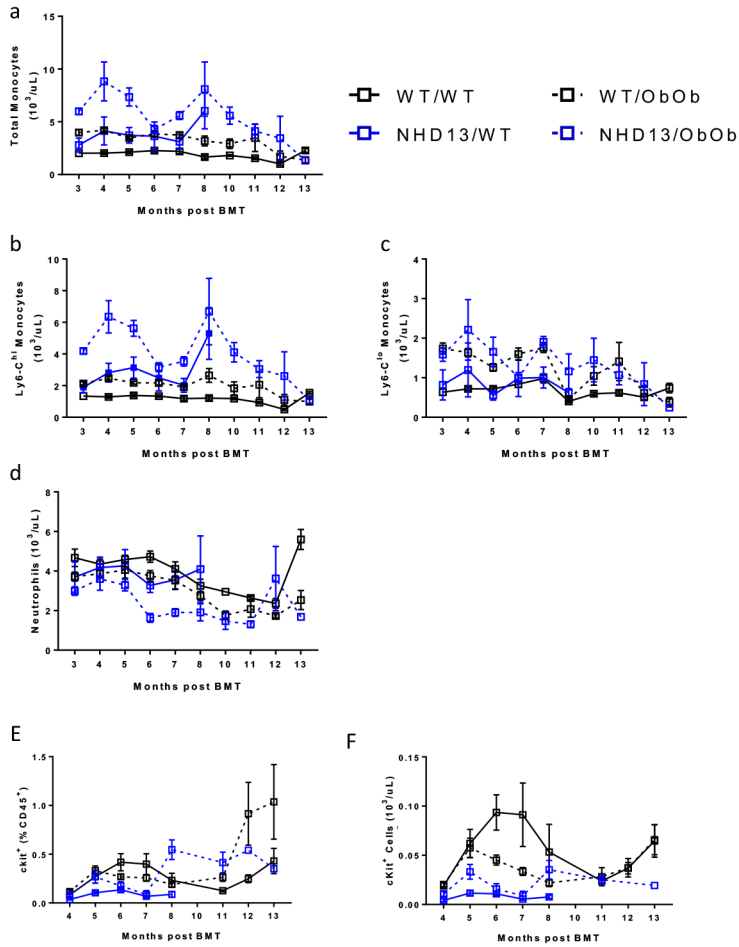 a
15
10
5
0
Total Monocytes
(10³/uL)
3 4 5 6 7 8 10 11 12 13
Months post BMT
WT/WT
WT/ObOb
NHD13/WT
NHD13/ObOb
b
10
8
6
4
2
0
Ly6-Cʰⁱ Monocytes
(10³/uL)
3 4 5 6 7 8 10 11 12 13
Months post BMT
c
4
3
2
1
0
Ly6-Cˡᵒ Monocytes
(10³/uL)
3 4 5 6 7 8 10 11 12 13
Months post BMT
d
8
6
4
2
0
Neutrophils (10³/uL)
3 4 5 6 7 8 10 11 12 13
Months post BMT
E
1.5
1.0
0.5
0.0
ckit⁺ (% CD45⁺)
4 5 6 7 8 10 11 12 13
Months post BMT
F
0.15
0.10
0.05
0.00
cKit⁺ Cells (10³/uL)
4 5 6 7 8 10 11 12 13
Months post BMT